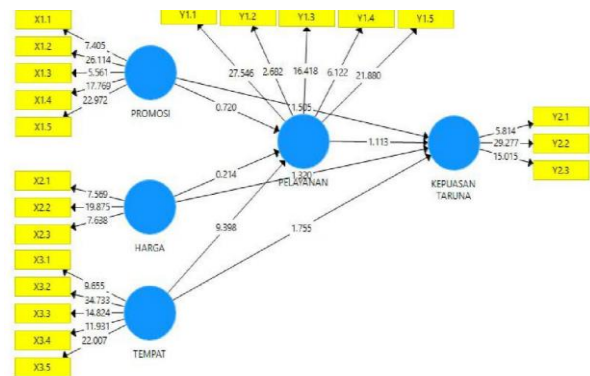 X1.1
X1.2
X1.3
X1.4
X1.5
7.405
26.114
5.561
17.769
22.972
PROMOSI
Y1.1
Y1.2
Y1.3
Y1.4
Y1.5
27.546
2.682
16.418
6.122
21.880
0.720
1.505
PELAYANAN
1.113
0.214
1.320
9.398
1.755
X2.1
X2.2
X2.3
7.569
19.875
7.638
HARGA
X3.1
X3.2
X3.3
X3.4
X3.5
9.655
34.733
14.824
11.931
22.007
TEMPAT
KEPUASAN
TARUNA
5.814
29.277
15.015
Y2.1
Y2.2
Y2.3